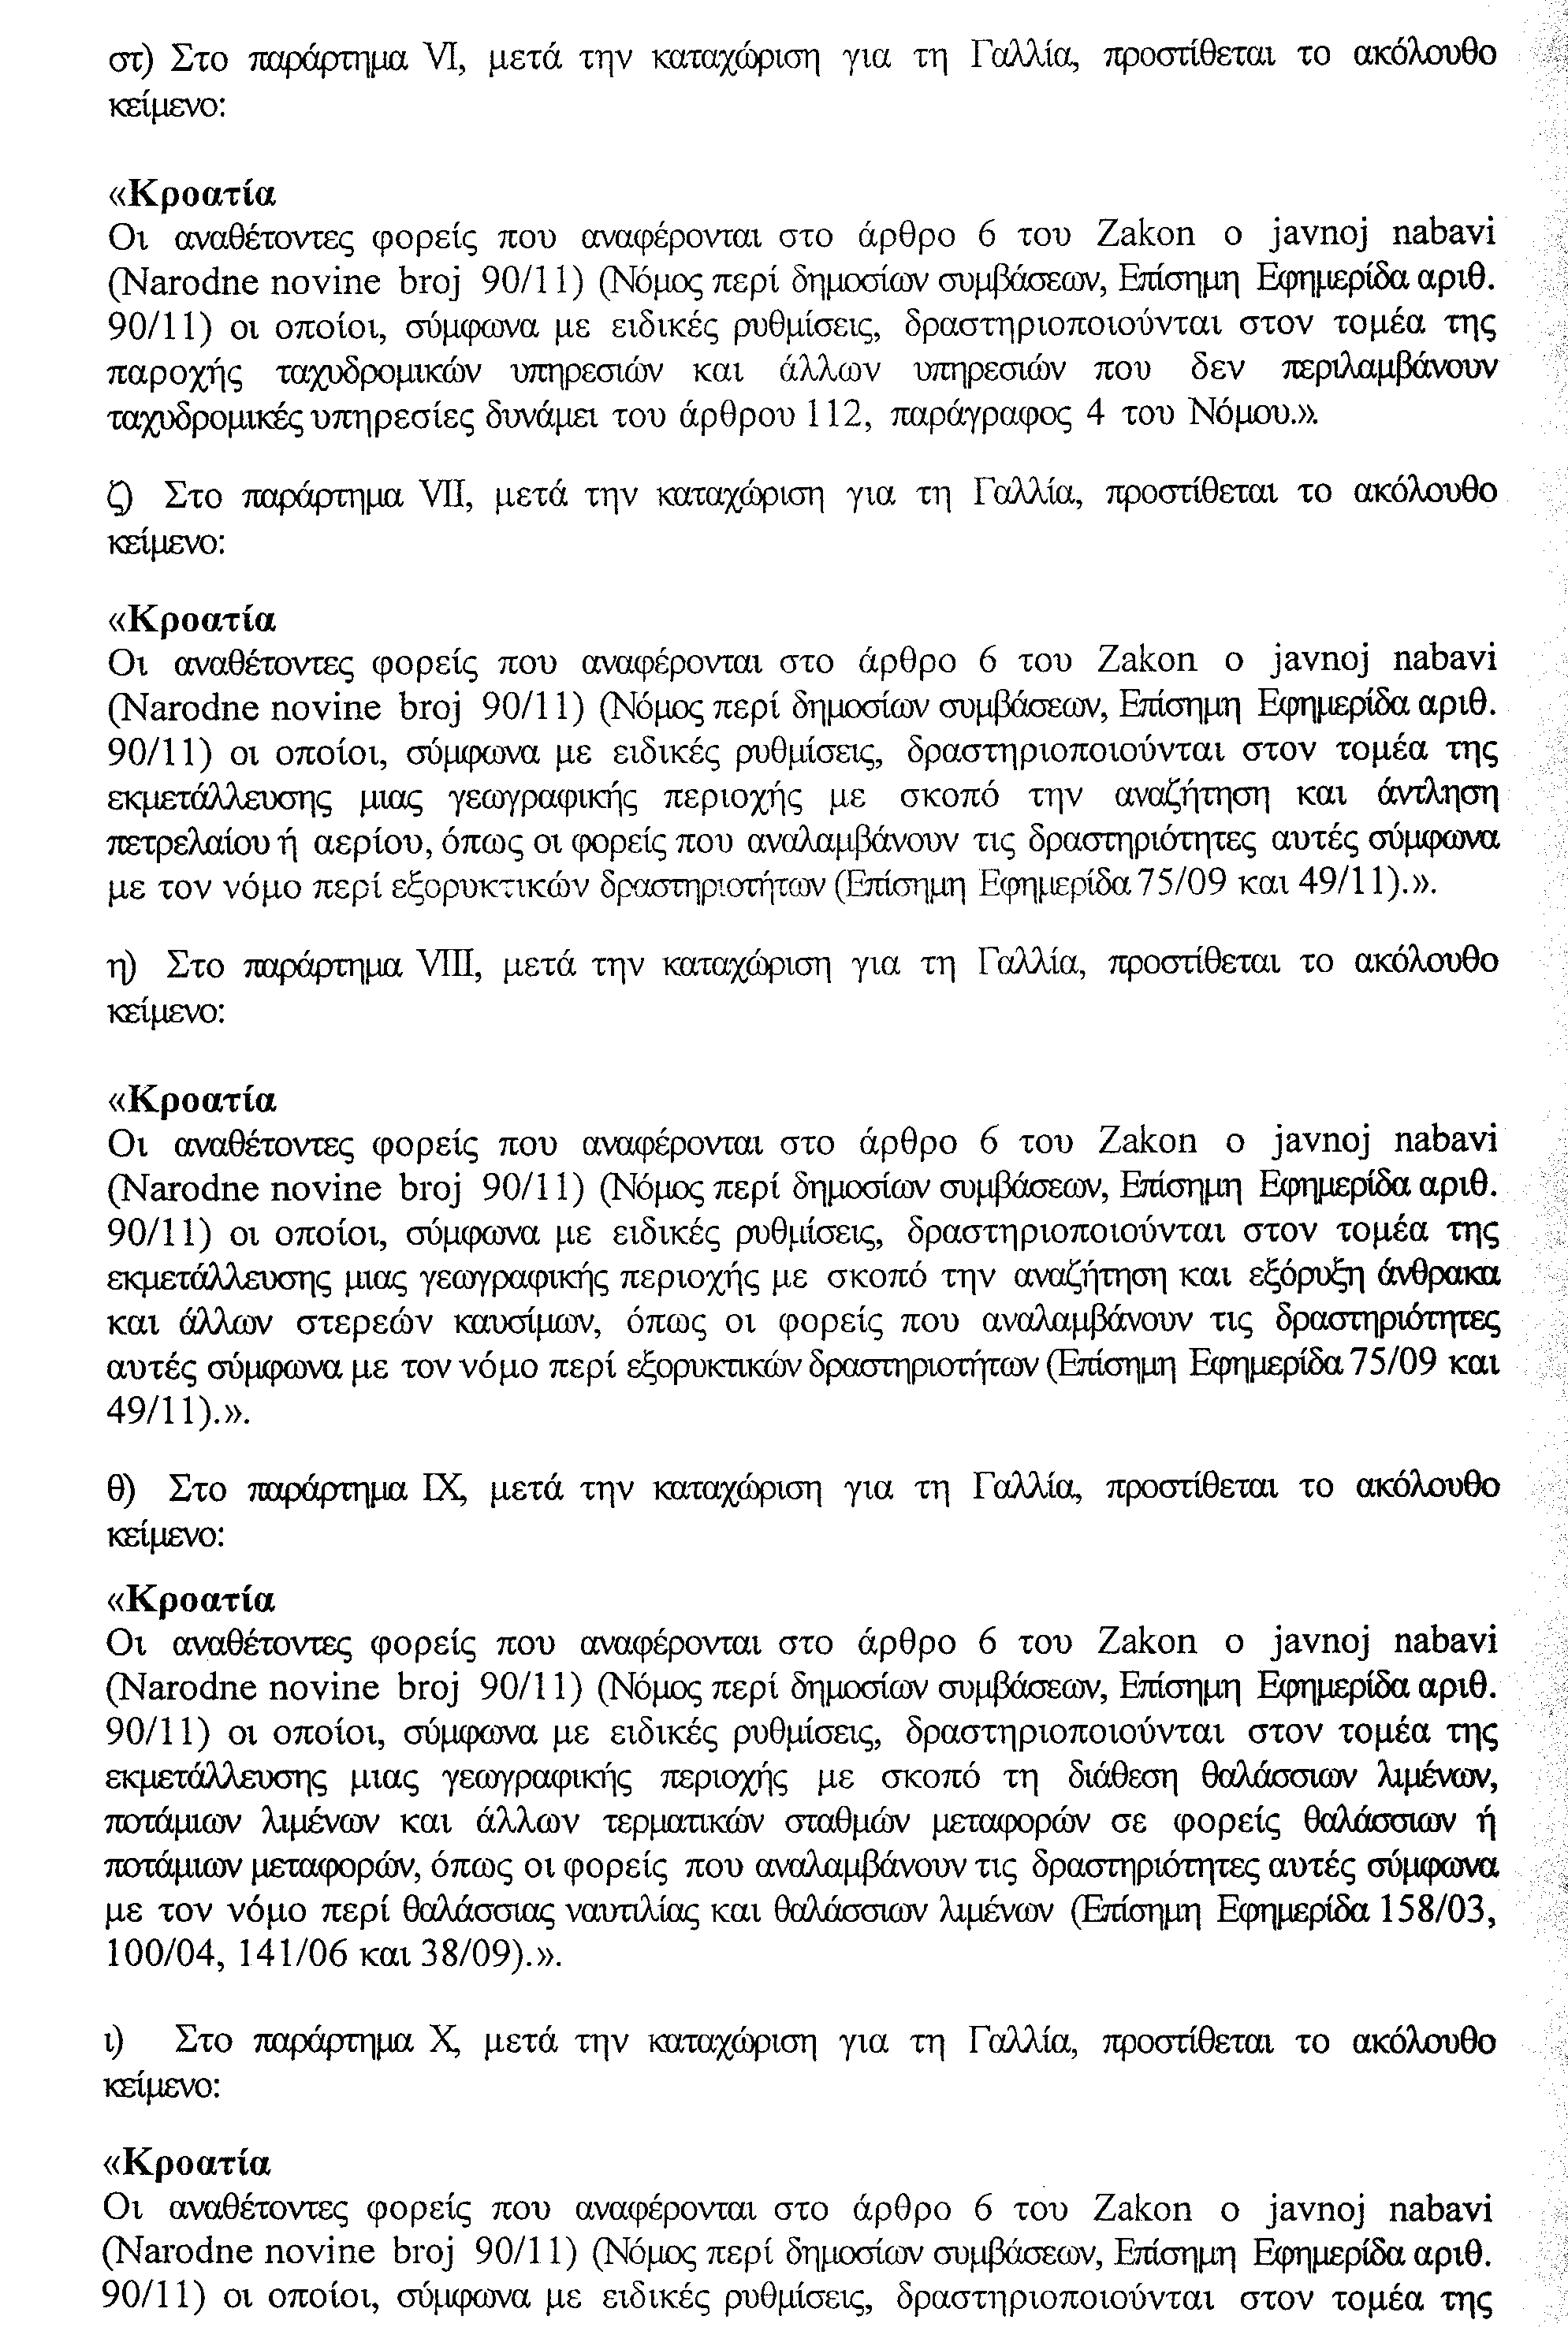 στ) Στο παράρτημα VI, μετά την καταχώριση για τη Γαλλία, προστίθεται το ακόλουθο
κείμενο:
«Κροατία
Οι αναθέτοντες φορείς που αναφέρονται στο άρθρο 6 του Zakon o javnoj nabavi
(Narodne novine broj 90/11) (Νόμος περί δημοσίων συμβάσεων, Επίσημη Εφημερίδα αριθ.
90/11) οι οποίοι, σύμφωνα με ειδικές ρυθμίσεις, δραστηριοποιούνται στον τομέα της
παροχής ταχυδρομικών υπηρεσιών και άλλων υπηρεσιών που δεν περιλαμβάνουν
ταχυδρομικές υπηρεσίες δυνάμει του άρθρου 112, παράγραφος 4 του Νόμου.».
ζ) Στο παράρτημα VII, μετά την καταχώριση για τη Γαλλία, προστίθεται το ακόλουθο
κείμενο:
«Κροατία
Οι αναθέτοντες φορείς που αναφέρονται στο άρθρο 6 του Zakon o javnoj nabavi
(Narodne novine broj 90/11) (Νόμος περί δημοσίων συμβάσεων, Επίσημη Εφημερίδα αριθ.
90/11) οι οποίοι, σύμφωνα με ειδικές ρυθμίσεις, δραστηριοποιούνται στον τομέα της
εκμετάλλευσης μιας γεωγραφικής περιοχής με σκοπό την αναζήτηση και άντληση
πετρελαίου ή αερίου, όπως οι φορείς που αναλαμβάνουν τις δραστηριότητες αυτές σύμφωνα
με τον νόμο περί εξορυκτικών δραστηριοτήτων (Επίσημη Εφημερίδα 75/09 και 49/11).».
η) Στο παράρτημα VIII, μετά την καταχώριση για τη Γαλλία, προστίθεται το ακόλουθο
κείμενο:
«Κροατία
Οι αναθέτοντες φορείς που αναφέρονται στο άρθρο 6 του Zakon o javnoj nabavi
(Narodne novine broj 90/11) (Νόμος περί δημοσίων συμβάσεων, Επίσημη Εφημερίδα αριθ.
90/11) οι οποίοι, σύμφωνα με ειδικές ρυθμίσεις, δραστηριοποιούνται στον τομέα της
εκμετάλλευσης μιας γεωγραφικής περιοχής με σκοπό την αναζήτηση και εξόρυξη άνθρακα
και άλλων στερεών καυσίμων, όπως οι φορείς που αναλαμβάνουν τις δραστηριότητες
αυτές σύμφωνα με τον νόμο περί εξορυκτικών δραστηριοτήτων (Επίσημη Εφημερίδα 75/09 και
49/11).».
θ) Στο παράρτημα IX, μετά την καταχώριση για τη Γαλλία, προστίθεται το ακόλουθο
κείμενο:
«Κροατία
Οι αναθέτοντες φορείς που αναφέρονται στο άρθρο 6 του Zakon o javnoj nabavi
(Narodne novine broj 90/11) (Νόμος περί δημοσίων συμβάσεων, Επίσημη Εφημερίδα αριθ.
90/11) οι οποίοι, σύμφωνα με ειδικές ρυθμίσεις, δραστηριοποιούνται στον τομέα της
εκμετάλλευσης μιας γεωγραφικής περιοχής με σκοπό τη διάθεση θαλάσσιων λιμένων,
ποτάμιων λιμένων και άλλων τερματικών σταθμών μεταφορών σε φορείς θαλάσσιων ή
ποτάμιων μεταφορών, όπως οι φορείς που αναλαμβάνουν τις δραστηριότητες αυτές σύμφωνα
με τον νόμο περί θαλάσσιας ναυτιλίας και θαλάσσιων λιμένων (Επίσημη Εφημερίδα 158/03,
100/04, 141/06 και 38/09).».
ι) Στο παράρτημα X, μετά την καταχώριση για τη Γαλλία, προστίθεται το ακόλουθο
κείμενο:
«Κροατία
Οι αναθέτοντες φορείς που αναφέρονται στο άρθρο 6 του Zakon o javnoj nabavi
(Narodne novine broj 90/11) (Νόμος περί δημοσίων συμβάσεων, Επίσημη Εφημερίδα αριθ.
90/11) οι οποίοι, σύμφωνα με ειδικές ρυθμίσεις, δραστηριοποιούνται στον τομέα της